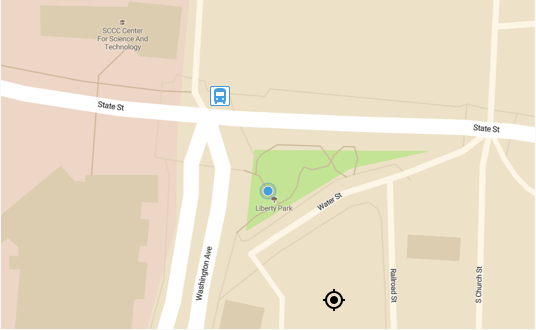 SCCC Center
For Science And
Technology
State St
State St
Liberty Park
Water St
Washington Ave
Railroad St
S Church St